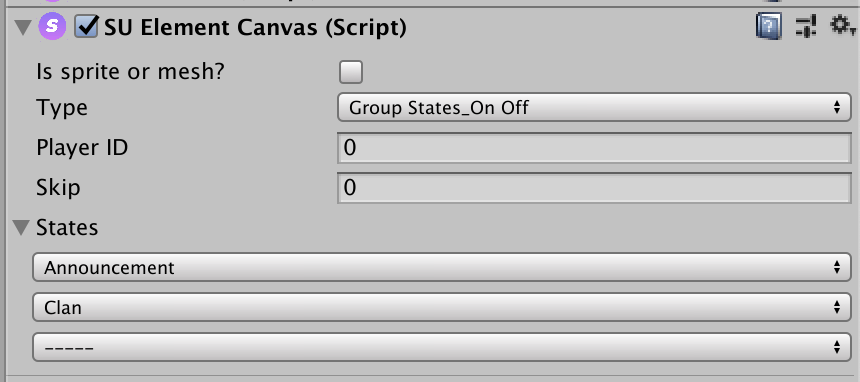 SU Element Canvas (Script)
Is sprite or mesh?
Type Group States_On Off
Player ID 0
Skip 0
States
Announcement
Clan
-----